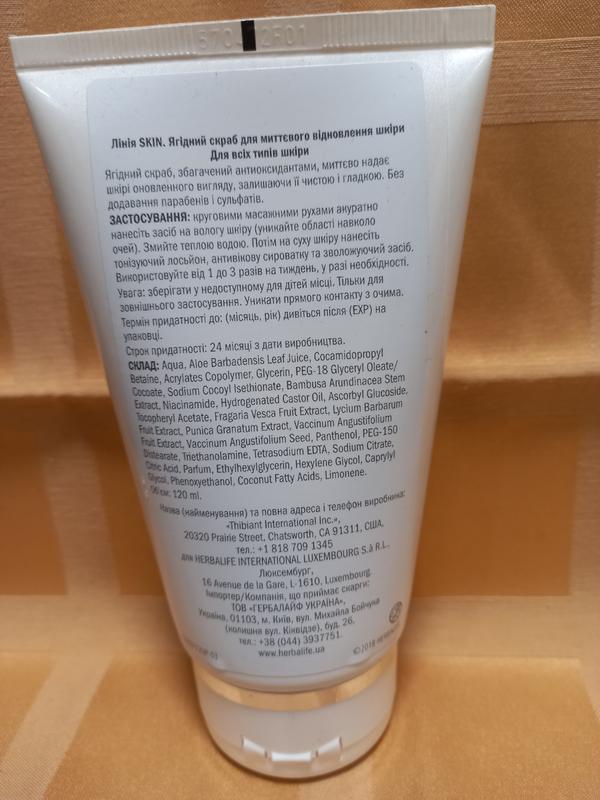 Лінія SKIN. Ягідний скраб для миттєвого відновлення шкіри
Для всіх типів шкіри
Ягідний скраб, збагачений антиоксидантами, миттєво надає
шкірі оновленного вигляду, залишаючи її чистою і гладкою. Без
додавання парабенів і сульфатів.
ЗАСТОСУВАННЯ: круговими масажними рухами акуратно
нанесіть засіб на вологу шкіру (уникайте області навколо
очей). Змийте теплою водою. Потім на суху шкіру нанесіть
тонізуючий лосьйон, антивікову сироватку та зволожуючий засіб.
Використовуйте від 1 до 3 разів на тиждень, у разі необхідності.
Увага: зберігати у недоступному для дітей місці. Тільки для
зовнішнього застосування. Уникати прямого контакту з очима.
Термін придатності до: (місяць, рік) дивіться після (EXP) на
упаковці.
Строк придатності: 24 місяці з дати виробництва.
СКЛАД: Aqua, Aloe Barbadensis Leaf Juice, Cocamidopropyl
Betaine, Acrylates Copolymer, Glycerin, PEG-18 Glyceryl Oleate/
Cocoate, Sodium Cocoyl Isethionate, Bambusa Arundinacea Stem
Extract, Niacinamide, Hydrogenated Castor Oil, Ascorbyl Glucoside,
Tocopheryl Acetate, Fragaria Vesca Fruit Extract, Lycium Barbarum
Fruit Extract, Punica Granatum Extract, Vaccinum Angustifolium
Fruit Extract, Vaccinum Angustifolium Seed, Panthenol, PEG-150
Distearate, Triethanolamine, Tetrasodium EDTA, Sodium Citrate,
Citric Acid, Parfum, Ethylhexylglycerin, Hexylene Glycol, Caprylyl
Glycol, Phenoxyethanol, Coconut Fatty Acids, Limonene.
120 ml.
Назва (найменування) та повна адреса і телефон виробника:
«Thibiant International Inc.»,
20320 Prairie Street, Chatsworth, CA 91311, США,
тел.: +1 818 709 1345
для HERBALIFE INTERNATIONAL LUXEMBOURG S.à R.L.,
Люксембург,
16 Avenue de la Gare, L-1610, Luxembourg.
Імпортер/Компанія, що приймає скарги:
ТОВ «ГЕРБАЛАЙФ УКРАЇНА»,
Україна, 01103, м. Київ, вул. Михайла Бойчука
(колишня вул. Кіквідзе), буд. 26,
тел.: +38 (044) 3937751.
www.herbalife.ua
©2018